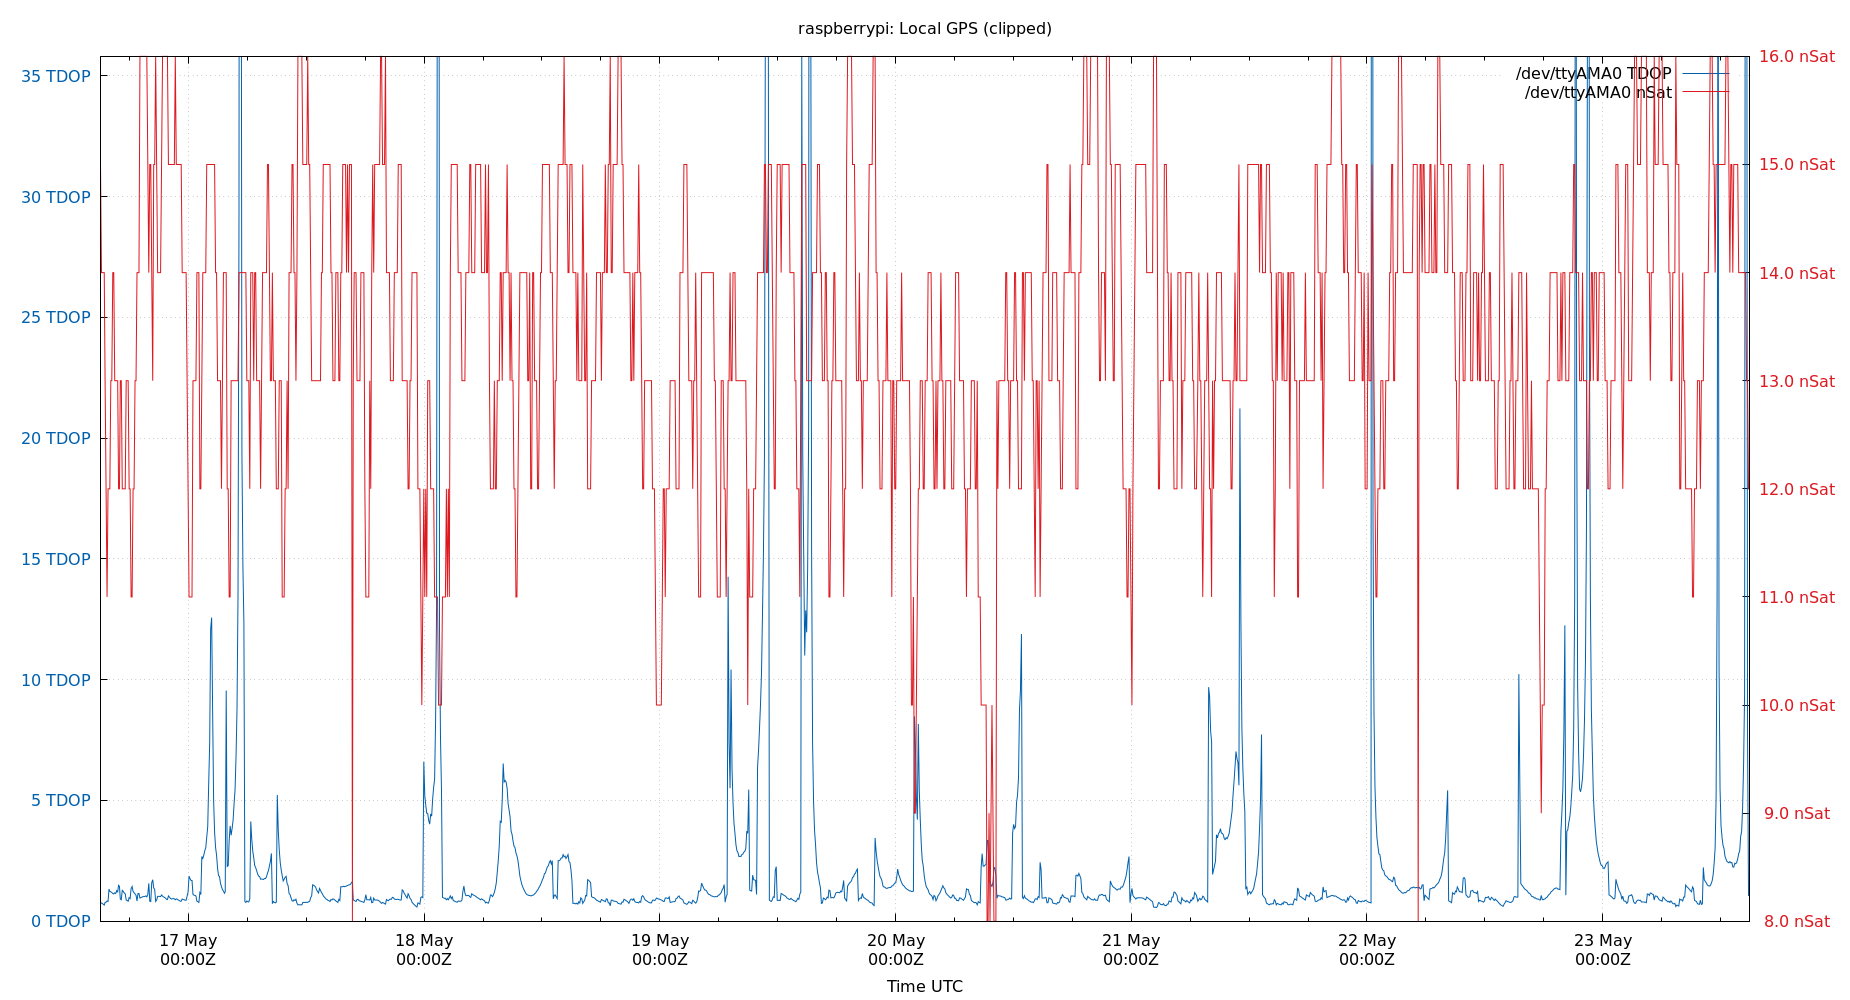 raspberrypi: Local GPS (clipped)
35 TDOP
30 TDOP
25 TDOP
20 TDOP
15 TDOP
10 TDOP
5 TDOP
0 TDOP
16.0 nSat
15.0 nSat
14.0 nSat
13.0 nSat
12.0 nSat
11.0 nSat
10.0 nSat
9.0 nSat
8.0 nSat
/dev/ttyAMA0 TDOP
/dev/ttyAMA0 nSat
17 May
00:00Z
18 May
00:00Z
19 May
00:00Z
20 May
00:00Z
21 May
00:00Z
22 May
00:00Z
23 May
00:00Z
Time UTC